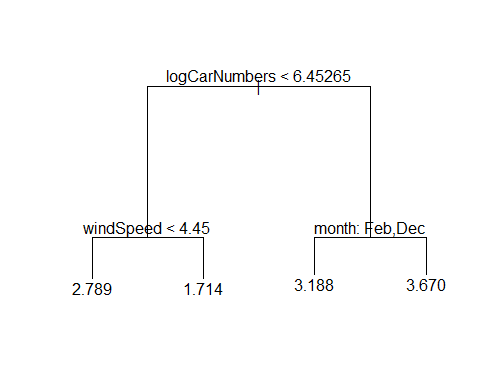 logCarNumbers < 6.45265
windSpeed < 4.45
month: Feb,Dec
2.789
1.714
3.188
3.670